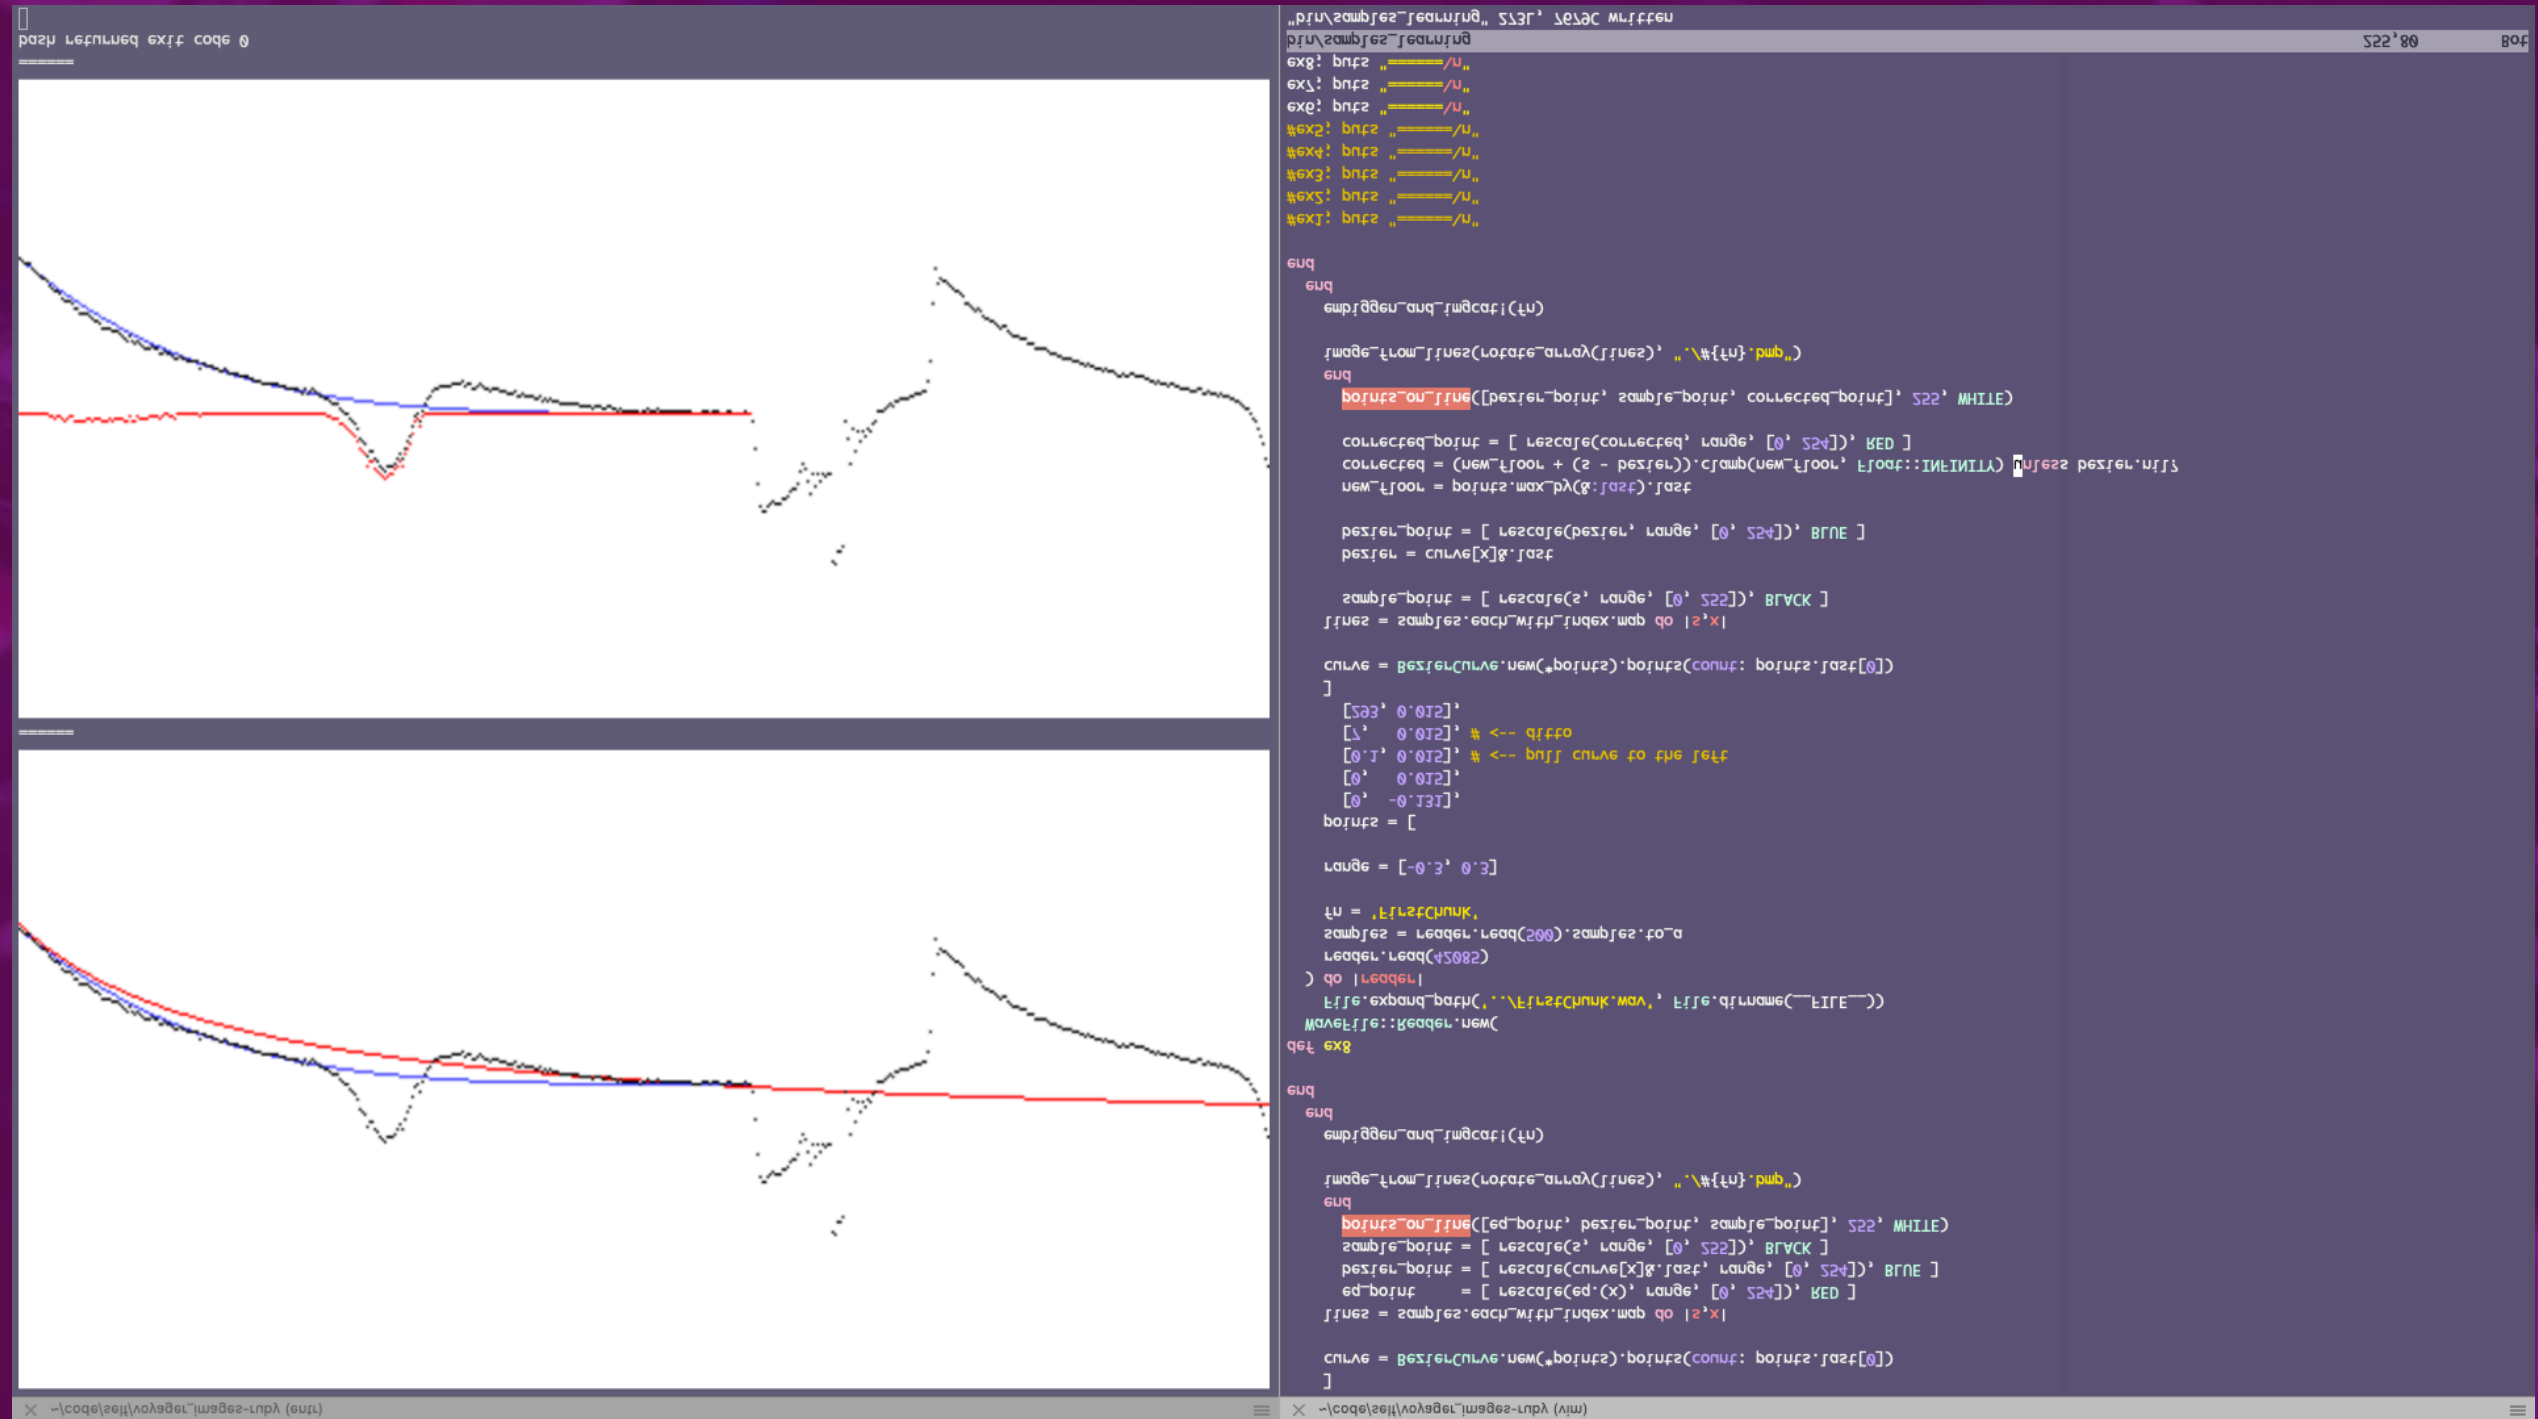 ~/code/self/voyager_images-ruby (entr)
======
======
bash returned exit code 0
~/code/self/voyager_images-ruby (vim)
]
curve = BezierCurve.new(*points).points(count: points.last[0])
lines = samples.each_with_index.map do |s,x|
eq_point     = [ rescale(eq.(x), range, [0, 254]), RED ]
bezier_point = [ rescale(curve[x]&.last, range, [0, 254]), BLUE ]
sample_point = [ rescale(s, range, [0, 255]), BLACK ]
points_on_line([eq_point, bezier_point, sample_point], 255, WHITE)
end
image_from_lines(rotate_array(lines), "./#{fn}.bmp")
embiggen_and_imgcat!(fn)
end
end
def ex8
WaveFile::Reader.new(
File.expand_path('../FirstChunk.wav', File.dirname(__FILE__))
) do |reader|
reader.read(42085)
samples = reader.read(500).samples.to_a
fn = 'FirstChunk'
range = [-0.3, 0.3]
points = [
[0,  -0.131],
[0,   0.015],
[0.1, 0.015], # <-- pull curve to the left
[7,   0.015], # <-- ditto
[293, 0.015],
]
curve = BezierCurve.new(*points).points(count: points.last[0])
lines = samples.each_with_index.map do |s,x|
sample_point = [ rescale(s, range, [0, 255]), BLACK ]
bezier = curve[x]&.last
bezier_point = [ rescale(bezier, range, [0, 254]), BLUE ]
new_floor = points.max_by(&:last).last
corrected = (new_floor + (s - bezier)).clamp(new_floor, Float::INFINITY) unless bezier.nil?
corrected_point = [ rescale(corrected, range, [0, 254]), RED ]
points_on_line([bezier_point, sample_point, corrected_point], 255, WHITE)
end
image_from_lines(rotate_array(lines), "./#{fn}.bmp")
embiggen_and_imgcat!(fn)
end
end
#ex1; puts "======\n"
#ex2; puts "======\n"
#ex3; puts "======\n"
#ex4; puts "======\n"
#ex5; puts "======\n"
ex6; puts "======\n"
ex7; puts "======\n"
ex8; puts "======\n"
bin/samples_learning 255,80 Bot
"bin/samples_learning" 273L, 7679C written